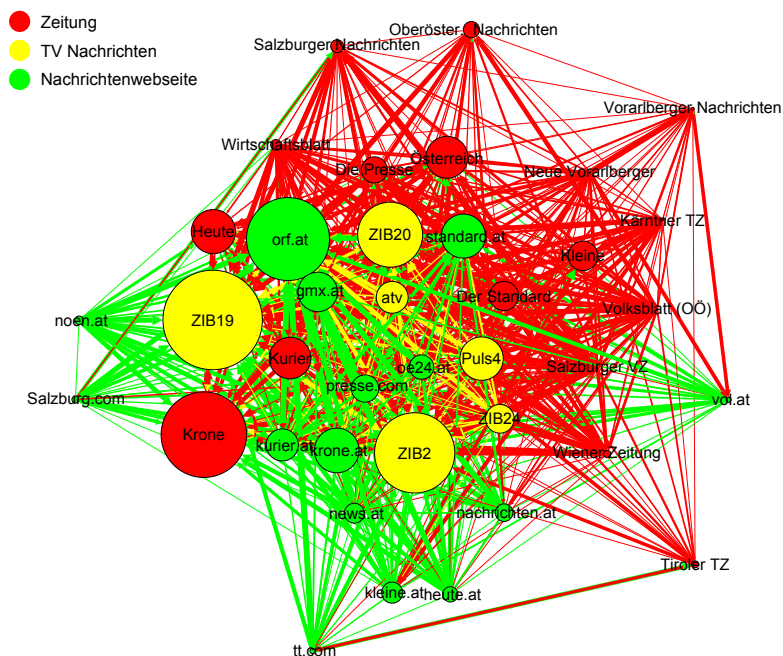 Zeitung
TV Nachrichten
Nachrichtenwebseite
Oberöster. Nachrichten
Salzburger Nachrichten
Vorarlberger Nachrichten
Wirtschaftsblatt
Österreich
Die Presse
Neue Vorarlberger
Kärntner TZ
Heute
orf.at
ZIB20
standard.at
Kleine
gmx.at
atv
Der Standard
Volksblatt (OÖ)
noen.at
ZIB19
Kurier
Puls4
oe24.at
Salzburger VZ
presse.com
Salzburg.com
vol.at
ZIB24
Krone
kurier.at
krone.at
ZIB2
Wiener Zeitung
news.at
nachrichten.at
Tiroler TZ
kleine.at
heute.at
tt.com